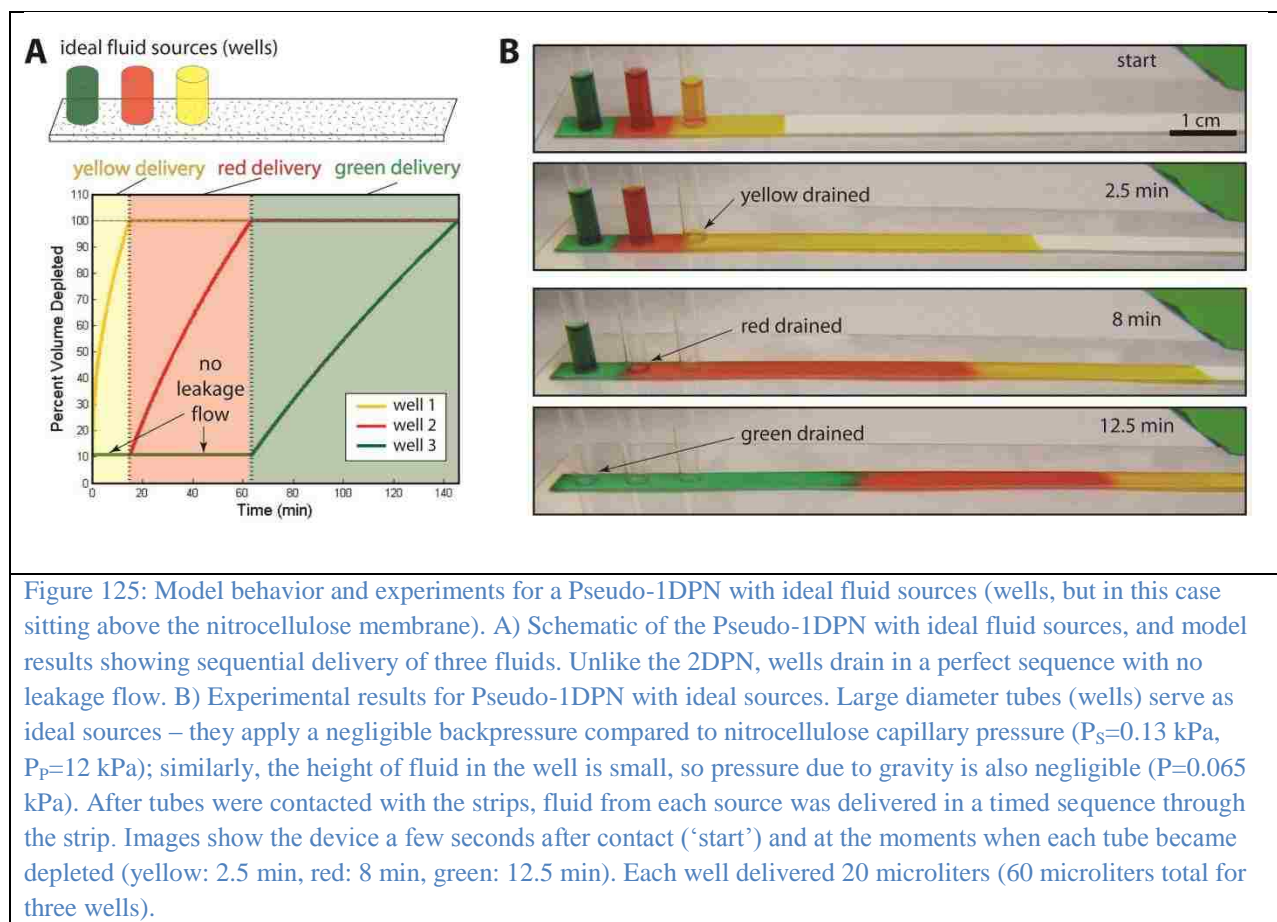 A
ideal fluid sources (wells)
yellow delivery
red delivery
green delivery
110
100
90
80
70
60
50
40
30
20
10
0
Percent Volume Depleted
no
leakage
flow
well 1
well 2
well 3
0
20
40
60
80
100
120
140
Time (min)
B
start
1 cm
2.5 min
yellow drained
8 min
red drained
12.5 min
green drained
Figure 125: Model behavior and experiments for a Pseudo-1DPN with ideal fluid sources (wells, but in this case
sitting above the nitrocellulose membrane). A) Schematic of the Pseudo-1DPN with ideal fluid sources, and model
results showing sequential delivery of three fluids. Unlike the 2DPN, wells drain in a perfect sequence with no
leakage flow. B) Experimental results for Pseudo-1DPN with ideal sources. Large diameter tubes (wells) serve as
ideal sources – they apply a negligible backpressure compared to nitrocellulose capillary pressure (PS=0.13 kPa,
PP=12 kPa); similarly, the height of fluid in the well is small, so pressure due to gravity is also negligible (P=0.065
kPa). After tubes were contacted with the strips, fluid from each source was delivered in a timed sequence through
the strip. Images show the device a few seconds after contact (‘start’) and at the moments when each tube became
depleted (yellow: 2.5 min, red: 8 min, green: 12.5 min). Each well delivered 20 microliters (60 microliters total for
three wells).